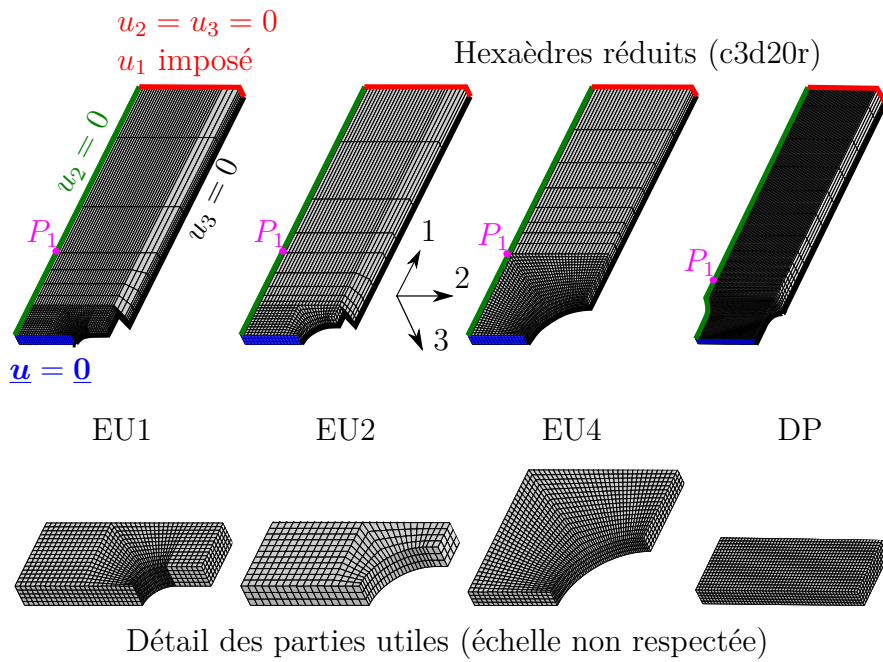 u₂ = u₃ = 0
u₁ imposé
Hexaèdres réduits (c3d20r)
u₂ = 0
u₃ = 0
P₁
P₁
P₁
P₁
1
2
3
u = 0
EU1
EU2
EU4
DP
Détail des parties utiles (échelle non respectée)